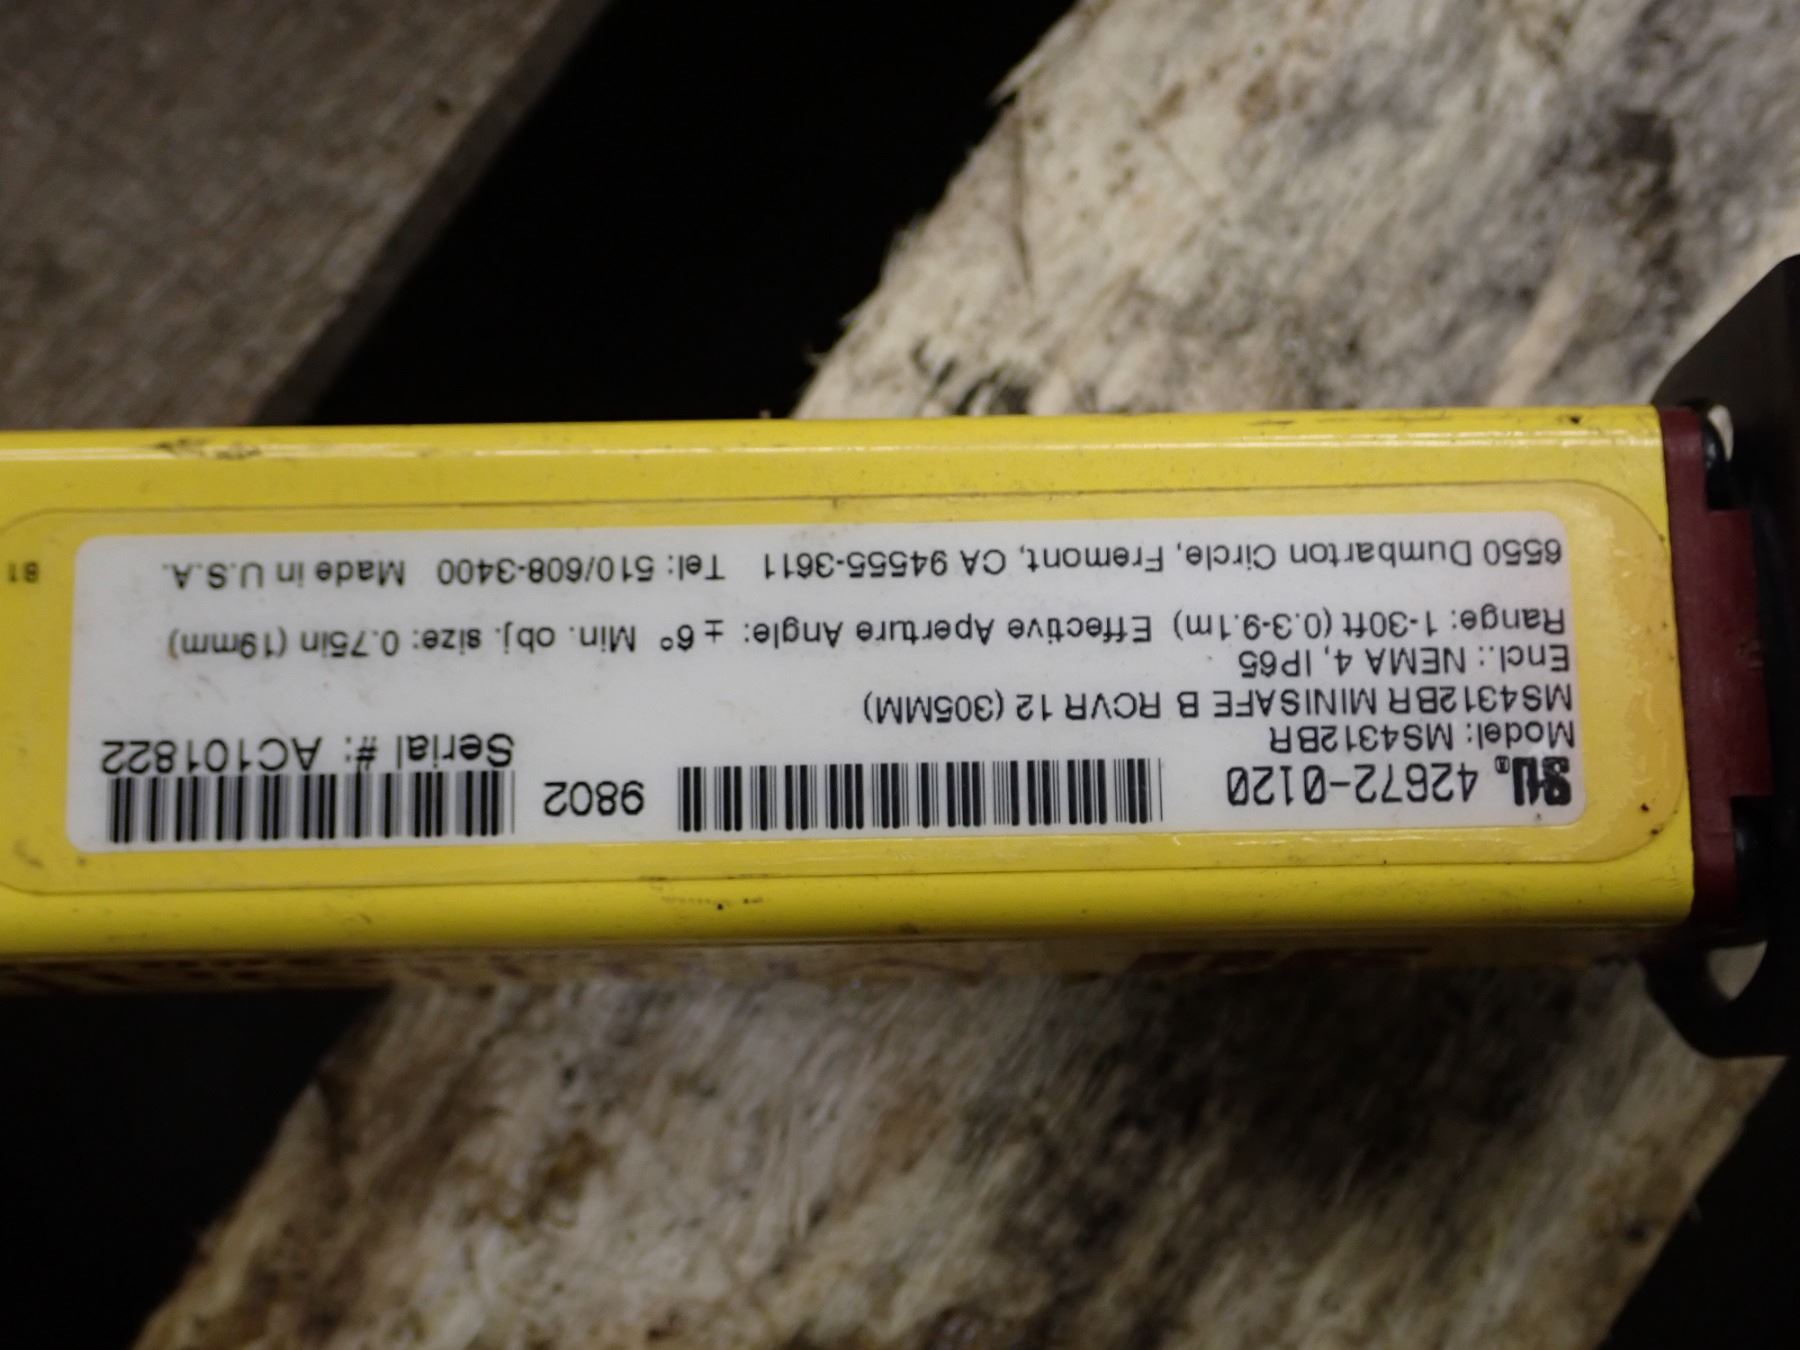 42672-0120 9802
Model: MS4312BR Serial #: AC101822
MS4312BR MINISAFE B RCVR 12 (305MM)
Encl.: NEMA 4, IP65
Range: 1-30ft (0.3-9.1m) Effective Aperture Angle: ± 6° Min. obj. size: 0.75in (19mm)
6550 Dumbarton Circle, Fremont, CA 94555-3611 Tel: 510/608-3400 Made in U.S.A.